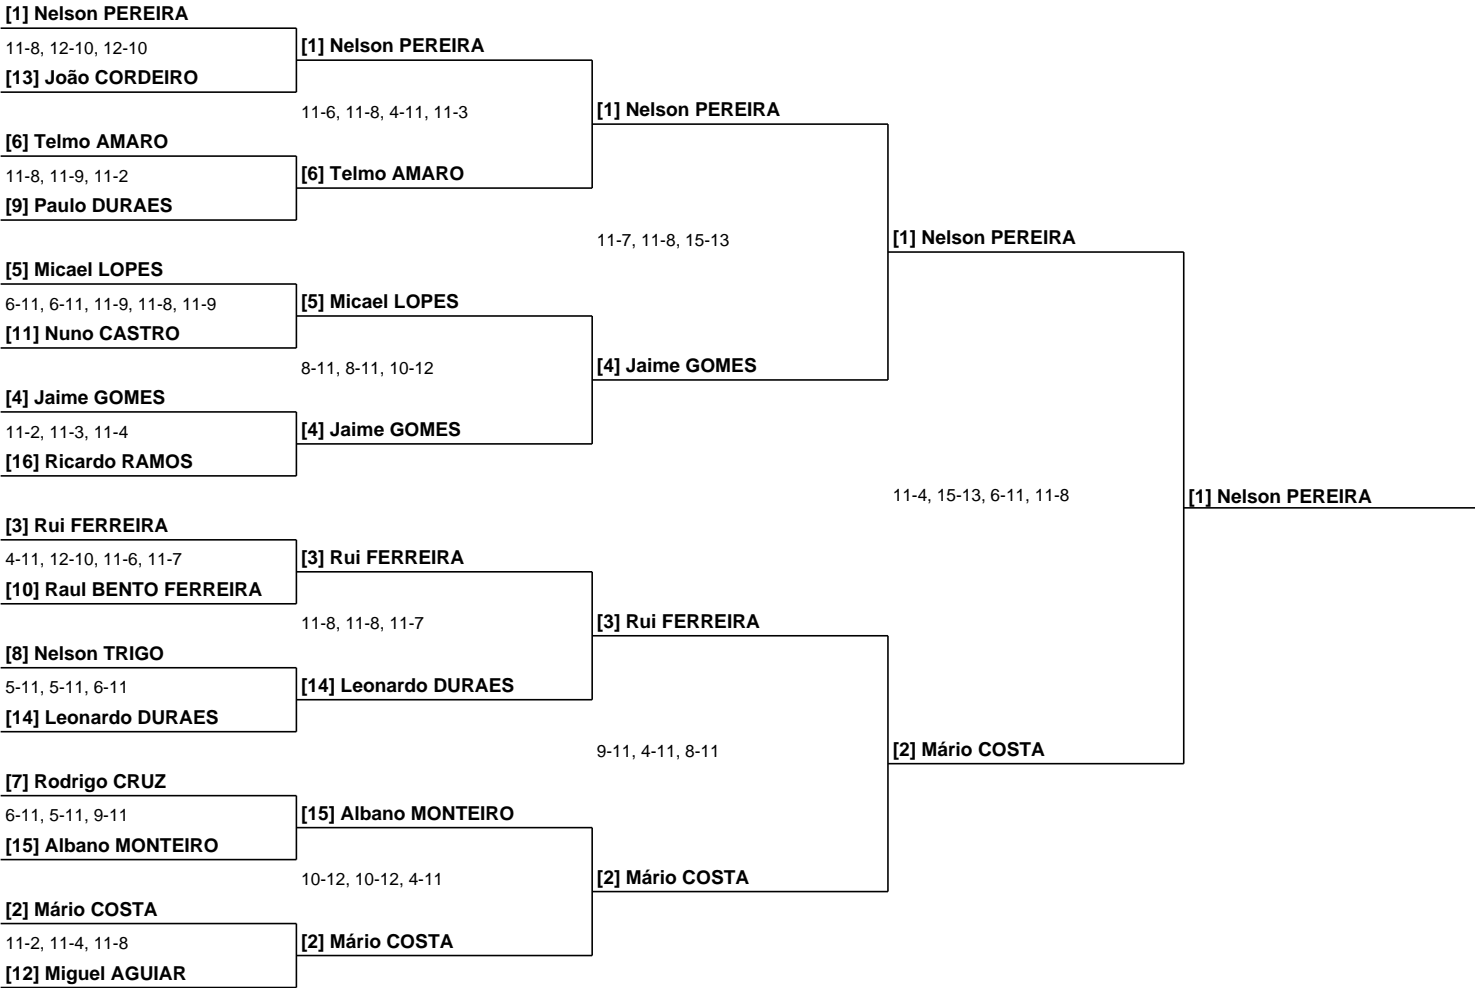 [1] Nelson PEREIRA
11-8, 12-10, 12-10
[13] João CORDEIRO
[6] Telmo AMARO
11-8, 11-9, 11-2
[9] Paulo DURAES
[5] Micael LOPES
6-11, 6-11, 11-9, 11-8, 11-9
[11] Nuno CASTRO
[4] Jaime GOMES
11-2, 11-3, 11-4
[16] Ricardo RAMOS
[3] Rui FERREIRA
4-11, 12-10, 11-6, 11-7
[10] Raul BENTO FERREIRA
[8] Nelson TRIGO
5-11, 5-11, 6-11
[14] Leonardo DURAES
[7] Rodrigo CRUZ
6-11, 5-11, 9-11
[15] Albano MONTEIRO
[2] Mário COSTA
11-2, 11-4, 11-8
[12] Miguel AGUIAR
[1] Nelson PEREIRA
11-6, 11-8, 4-11, 11-3
[6] Telmo AMARO
[5] Micael LOPES
8-11, 8-11, 10-12
[4] Jaime GOMES
[3] Rui FERREIRA
11-8, 11-8, 11-7
[14] Leonardo DURAES
[15] Albano MONTEIRO
10-12, 10-12, 4-11
[2] Mário COSTA
[1] Nelson PEREIRA
11-7, 11-8, 15-13
[4] Jaime GOMES
[3] Rui FERREIRA
9-11, 4-11, 8-11
[2] Mário COSTA
[1] Nelson PEREIRA
11-4, 15-13, 6-11, 11-8
[2] Mário COSTA
[1] Nelson PEREIRA